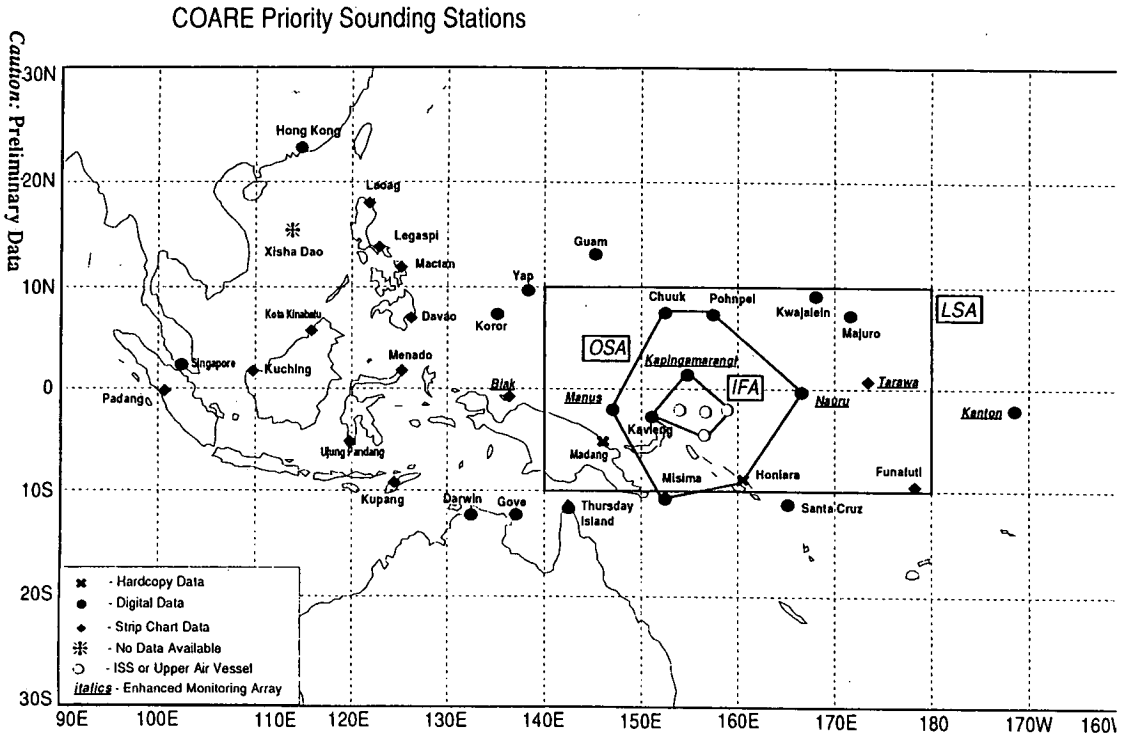 COARE Priority Sounding Stations
Caution: Preliminary Data
30N
20N
10N
0
10S
20S
30S
Hong Kong
Laoag
Xisha Dao
Legaspi
Mactan
Guam
Yap
Koror
Davao
Kota Kinabalu
Chuuk
Pohnpei
Kwajalein
Majuro
LSA
OSA
Singapore
Kuching
Menado
Kapingamarangi
IFA
Padang
Biak
Manus
Nauru
Tarawa
Kanton
Kavieng
Ujung Pandang
Madang
Misima
Honiara
Funafuti
Kupang
Darwin
Gove
Thursday
Island
Santa Cruz
- Hardcopy Data
- Digital Data
- Strip Chart Data
- No Data Available
- ISS or Upper Air Vessel
italics - Enhanced Monitoring Array
90E 100E 110E 120E 130E 140E 150E 160E 170E 180 170W 160W